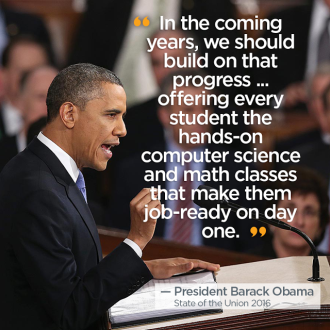 “ In the coming
years, we should
build on that
progress ...
offering every
student the
hands-on
computer science
and math classes
that make them
job-ready on day
one. ”
— President Barack Obama
State of the Union 2016